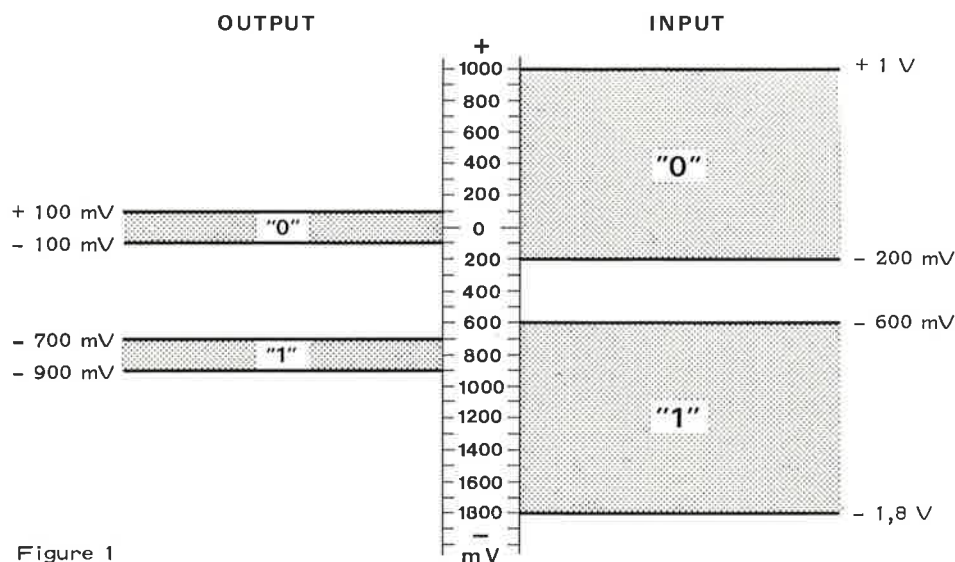 OUTPUT
INPUT
+
1000
800
600
400
200
0
200
400
600
800
1000
1200
1400
1600
1800
−
mV
+ 100 mV
"0"
− 100 mV
− 700 mV
"1"
− 900 mV
+ 1 V
"0"
− 200 mV
− 600 mV
"1"
− 1,8 V
Figure 1